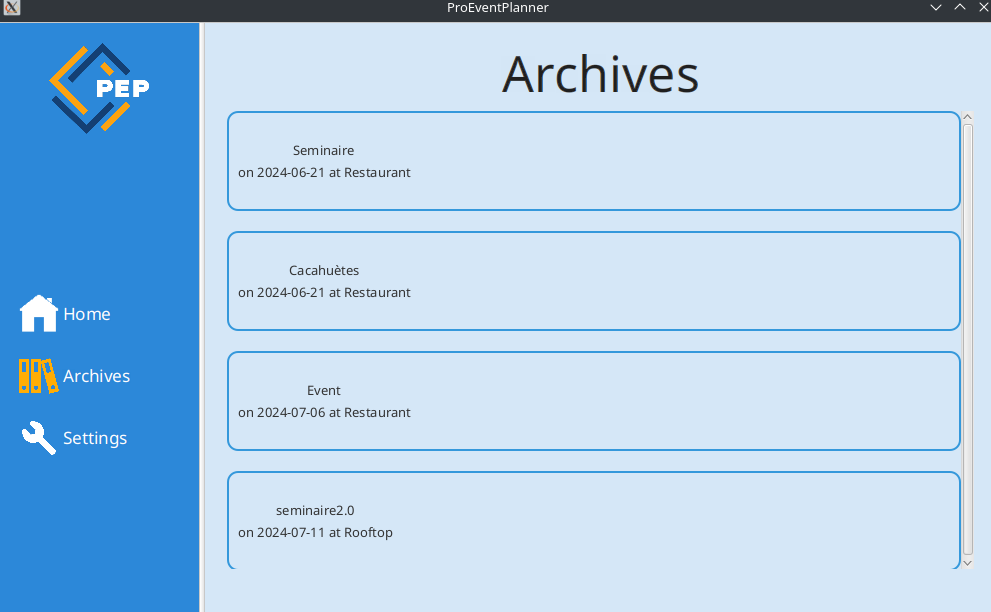 ProEventPlanner
PEP
Home
Archives
Settings
Archives
Seminaire
on 2024-06-21 at Restaurant
Cacahuètes
on 2024-06-21 at Restaurant
Event
on 2024-07-06 at Restaurant
seminaire2.0
on 2024-07-11 at Rooftop